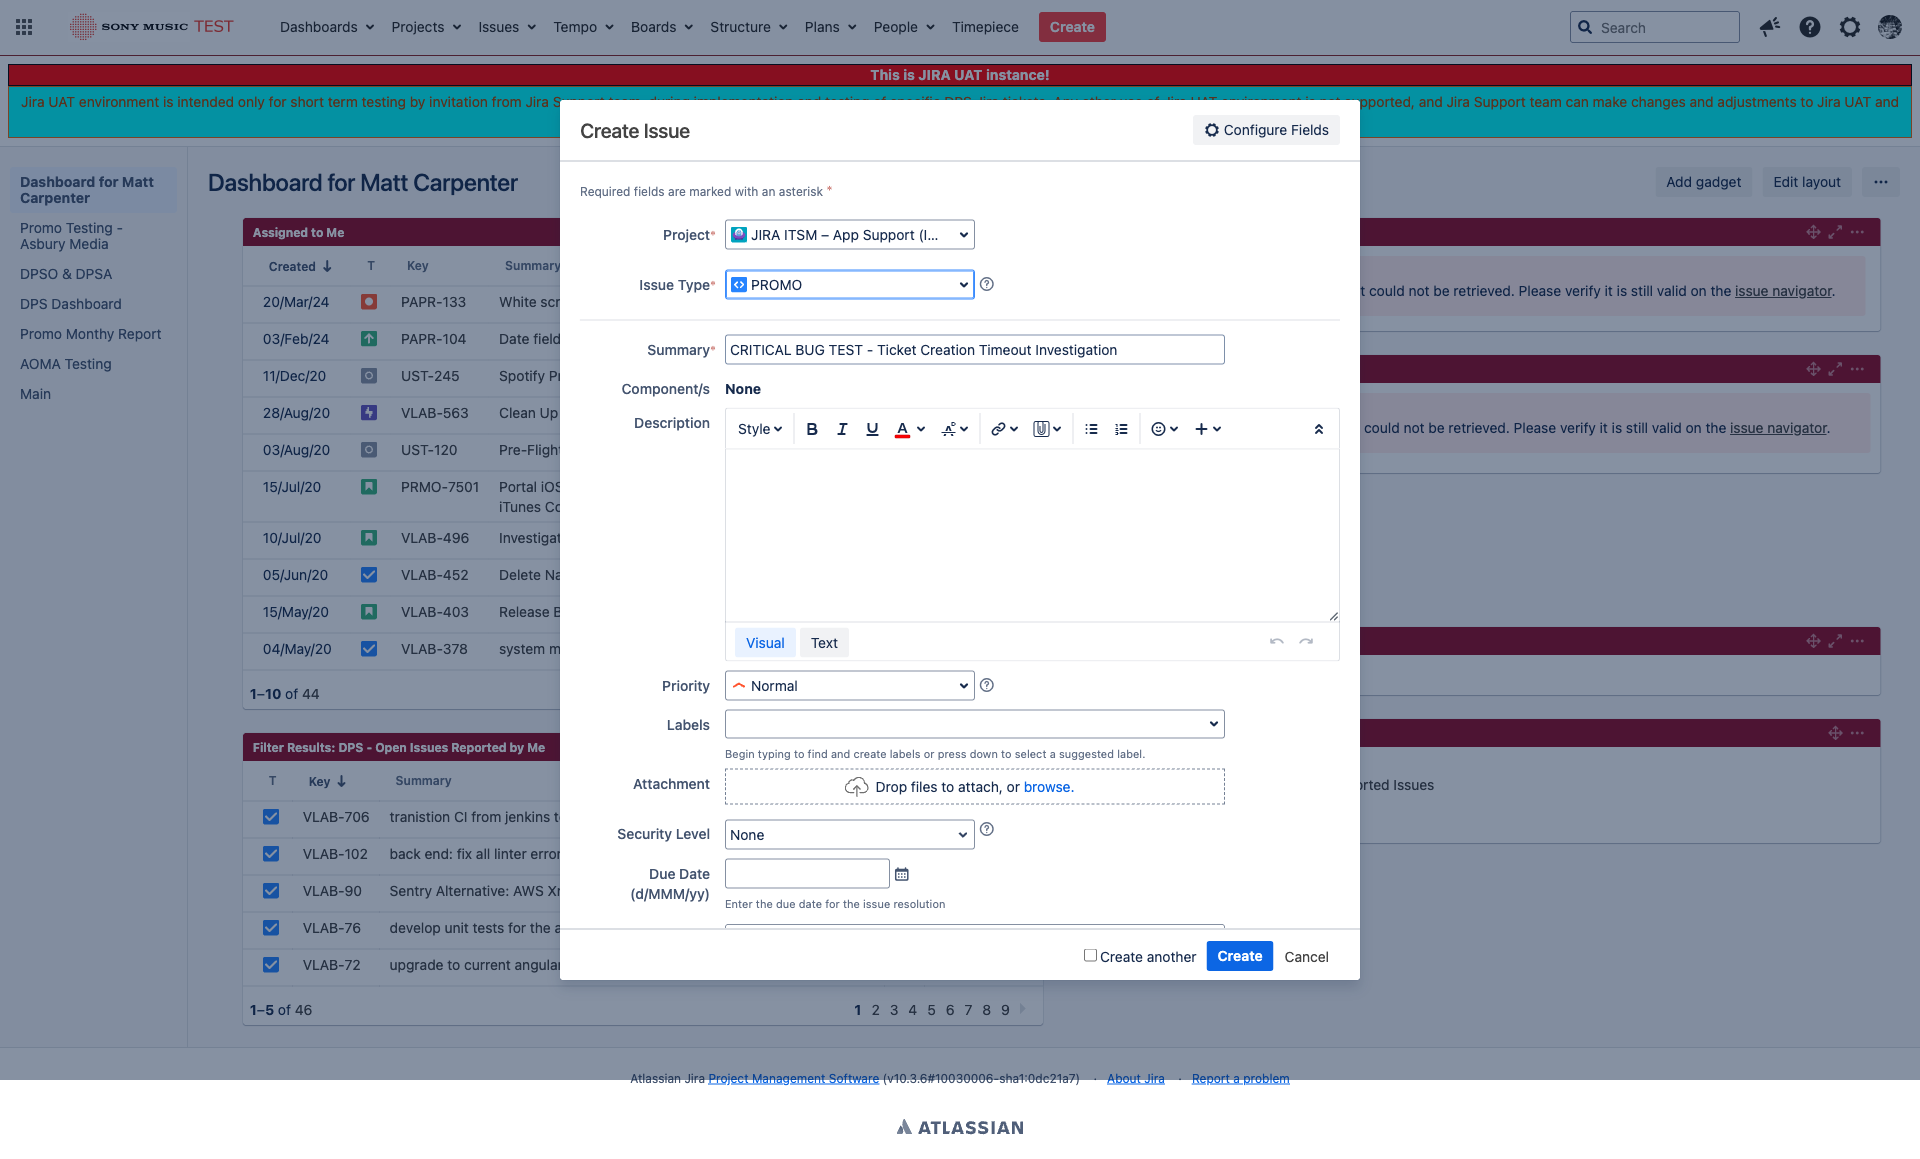 SONY MUSIC TEST
Dashboards Projects Issues Tempo Boards Structure Plans People Timepiece Create
Search
This is JIRA UAT instance!
Jira UAT environment is intended only for short term testing by invitation from Jira
pported, and Jira Support team can make changes and adjustments to Jira UAT and
Dashboard for Matt Carpenter
Promo Testing - Asbury Media
DPSO & DPSA
DPS Dashboard
Promo Monthy Report
AOMA Testing
Main
Dashboard for Matt Carpenter
Add gadget Edit layout
Assigned to Me
Created T Key Summary
20/Mar/24 PAPR-133 White scr
03/Feb/24 PAPR-104 Date field
11/Dec/20 UST-245 Spotify Pr
28/Aug/20 VLAB-563 Clean Up
03/Aug/20 UST-120 Pre-Flight
15/Jul/20 PRMO-7501 Portal iOS
iTunes Co
10/Jul/20 VLAB-496 Investigat
05/Jun/20 VLAB-452 Delete Na
15/May/20 VLAB-403 Release B
04/May/20 VLAB-378 system m
1–10 of 44
Filter Results: DPS - Open Issues Reported by Me
T Key Summary
VLAB-706 tranistion CI from jenkins t
VLAB-102 back end: fix all linter error
VLAB-90 Sentry Alternative: AWS Xr
VLAB-76 develop unit tests for the a
VLAB-72 upgrade to current angular
1–5 of 46
1 2 3 4 5 6 7 8 9
t could not be retrieved. Please verify it is still valid on the issue navigator.
could not be retrieved. Please verify it is still valid on the issue navigator.
rted Issues
Create Issue
Configure Fields
Required fields are marked with an asterisk *
Project* JIRA ITSM – App Support (I...
Issue Type* PROMO
Summary* CRITICAL BUG TEST - Ticket Creation Timeout Investigation
Component/s None
Description
Style B I U A
Visual Text
Priority Normal
Labels
Begin typing to find and create labels or press down to select a suggested label.
Attachment Drop files to attach, or browse.
Security Level None
Due Date
(d/MMM/yy)
Enter the due date for the issue resolution
Create another Create Cancel
Atlassian Jira Project Management Software (v10.3.6#10030006-sha1:0dc21a7) · About Jira · Report a problem
ATLASSIAN